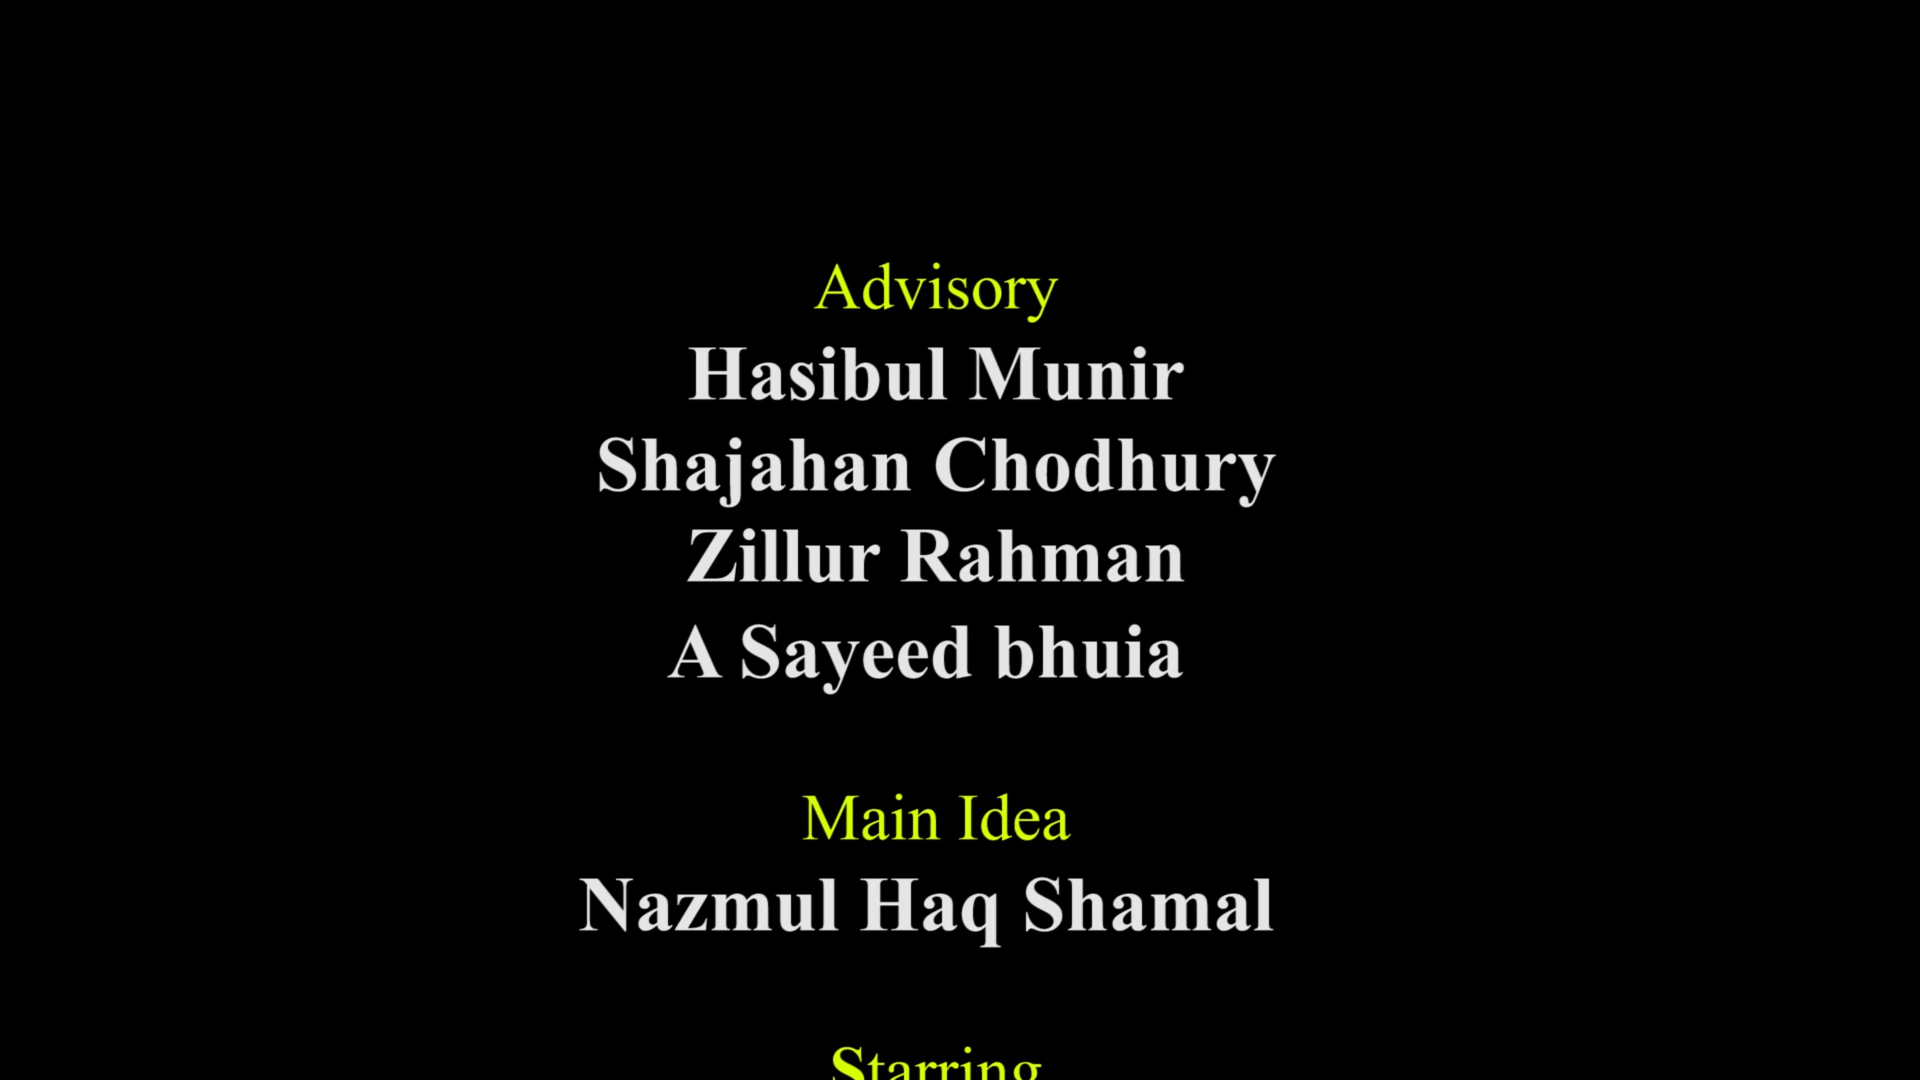 Advisory
Hasibul Munir
Shajahan Chodhury
Zillur Rahman
A Sayeed bhuia
Main Idea
Nazmul Haq Shamal
Starring